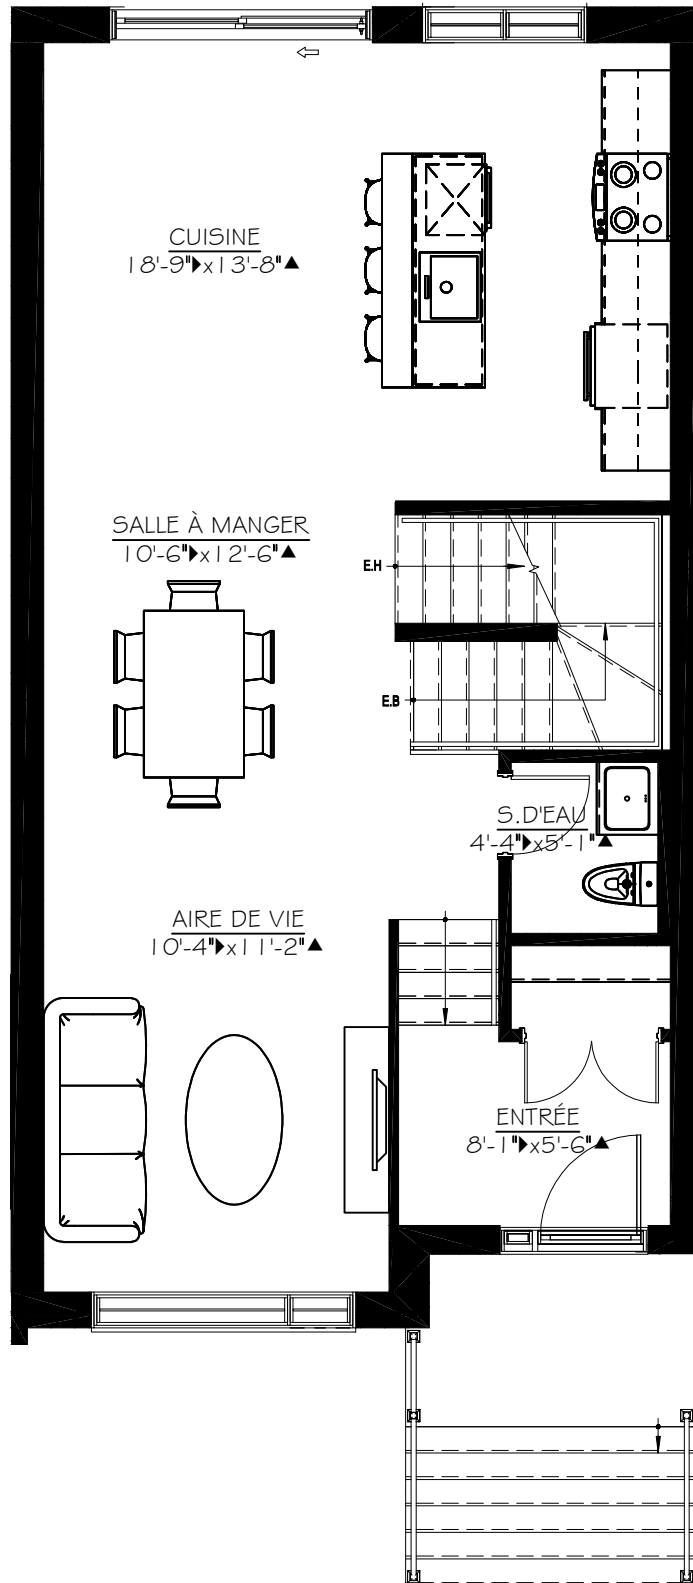 CUISINE
18'-9"▶x13'-8"▲
SALLE À MANGER
10'-6"▶x12'-6"▲
E.H
E.B
S.D'EAU
4'-4"▶x5'-1"▲
AIRE DE VIE
10'-4"▶x11'-2"▲
ENTRÉE
8'-1"▶x5'-6"▲